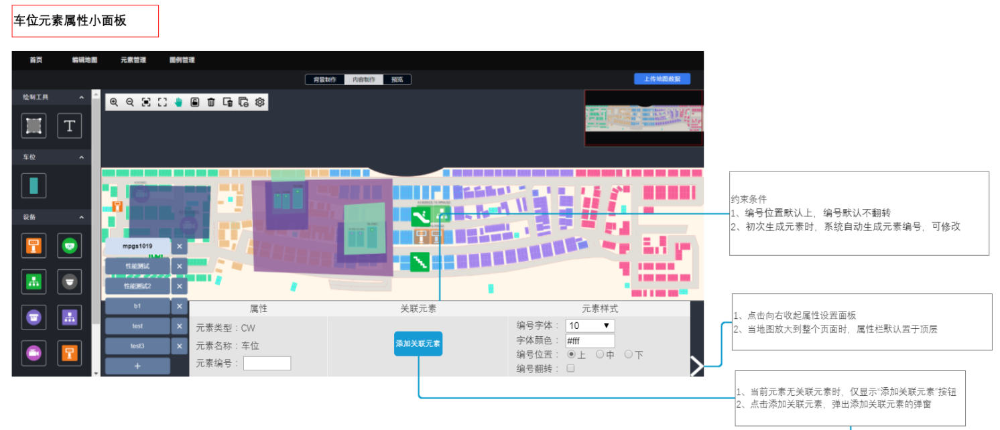 车位元素属性小面板
首页 编辑地图 元素管理 图例管理
背景制作 内容制作 预览
上传地图数据
绘制工具
T
车位
设备
mpgs1019 ×
性能测试 ×
性能测试2 ×
b1 ×
test ×
test3 ×
+
属性
元素类型：CW
元素名称：车位
元素编号：
关联元素
添加关联元素
元素样式
编号字体：10
字体颜色：#fff
编号位置：上 中 下
编号翻转：
约束条件
1、编号位置默认上，编号默认不翻转
2、初次生成元素时，系统自动生成元素编号，可修改
1、点击向右收起属性设置面板
2、当地图放大到整个页面时，属性栏默认置于顶层
1、当前元素无关联元素时，仅显示“添加关联元素”按钮
2、点击添加关联元素，弹出添加关联元素的弹窗